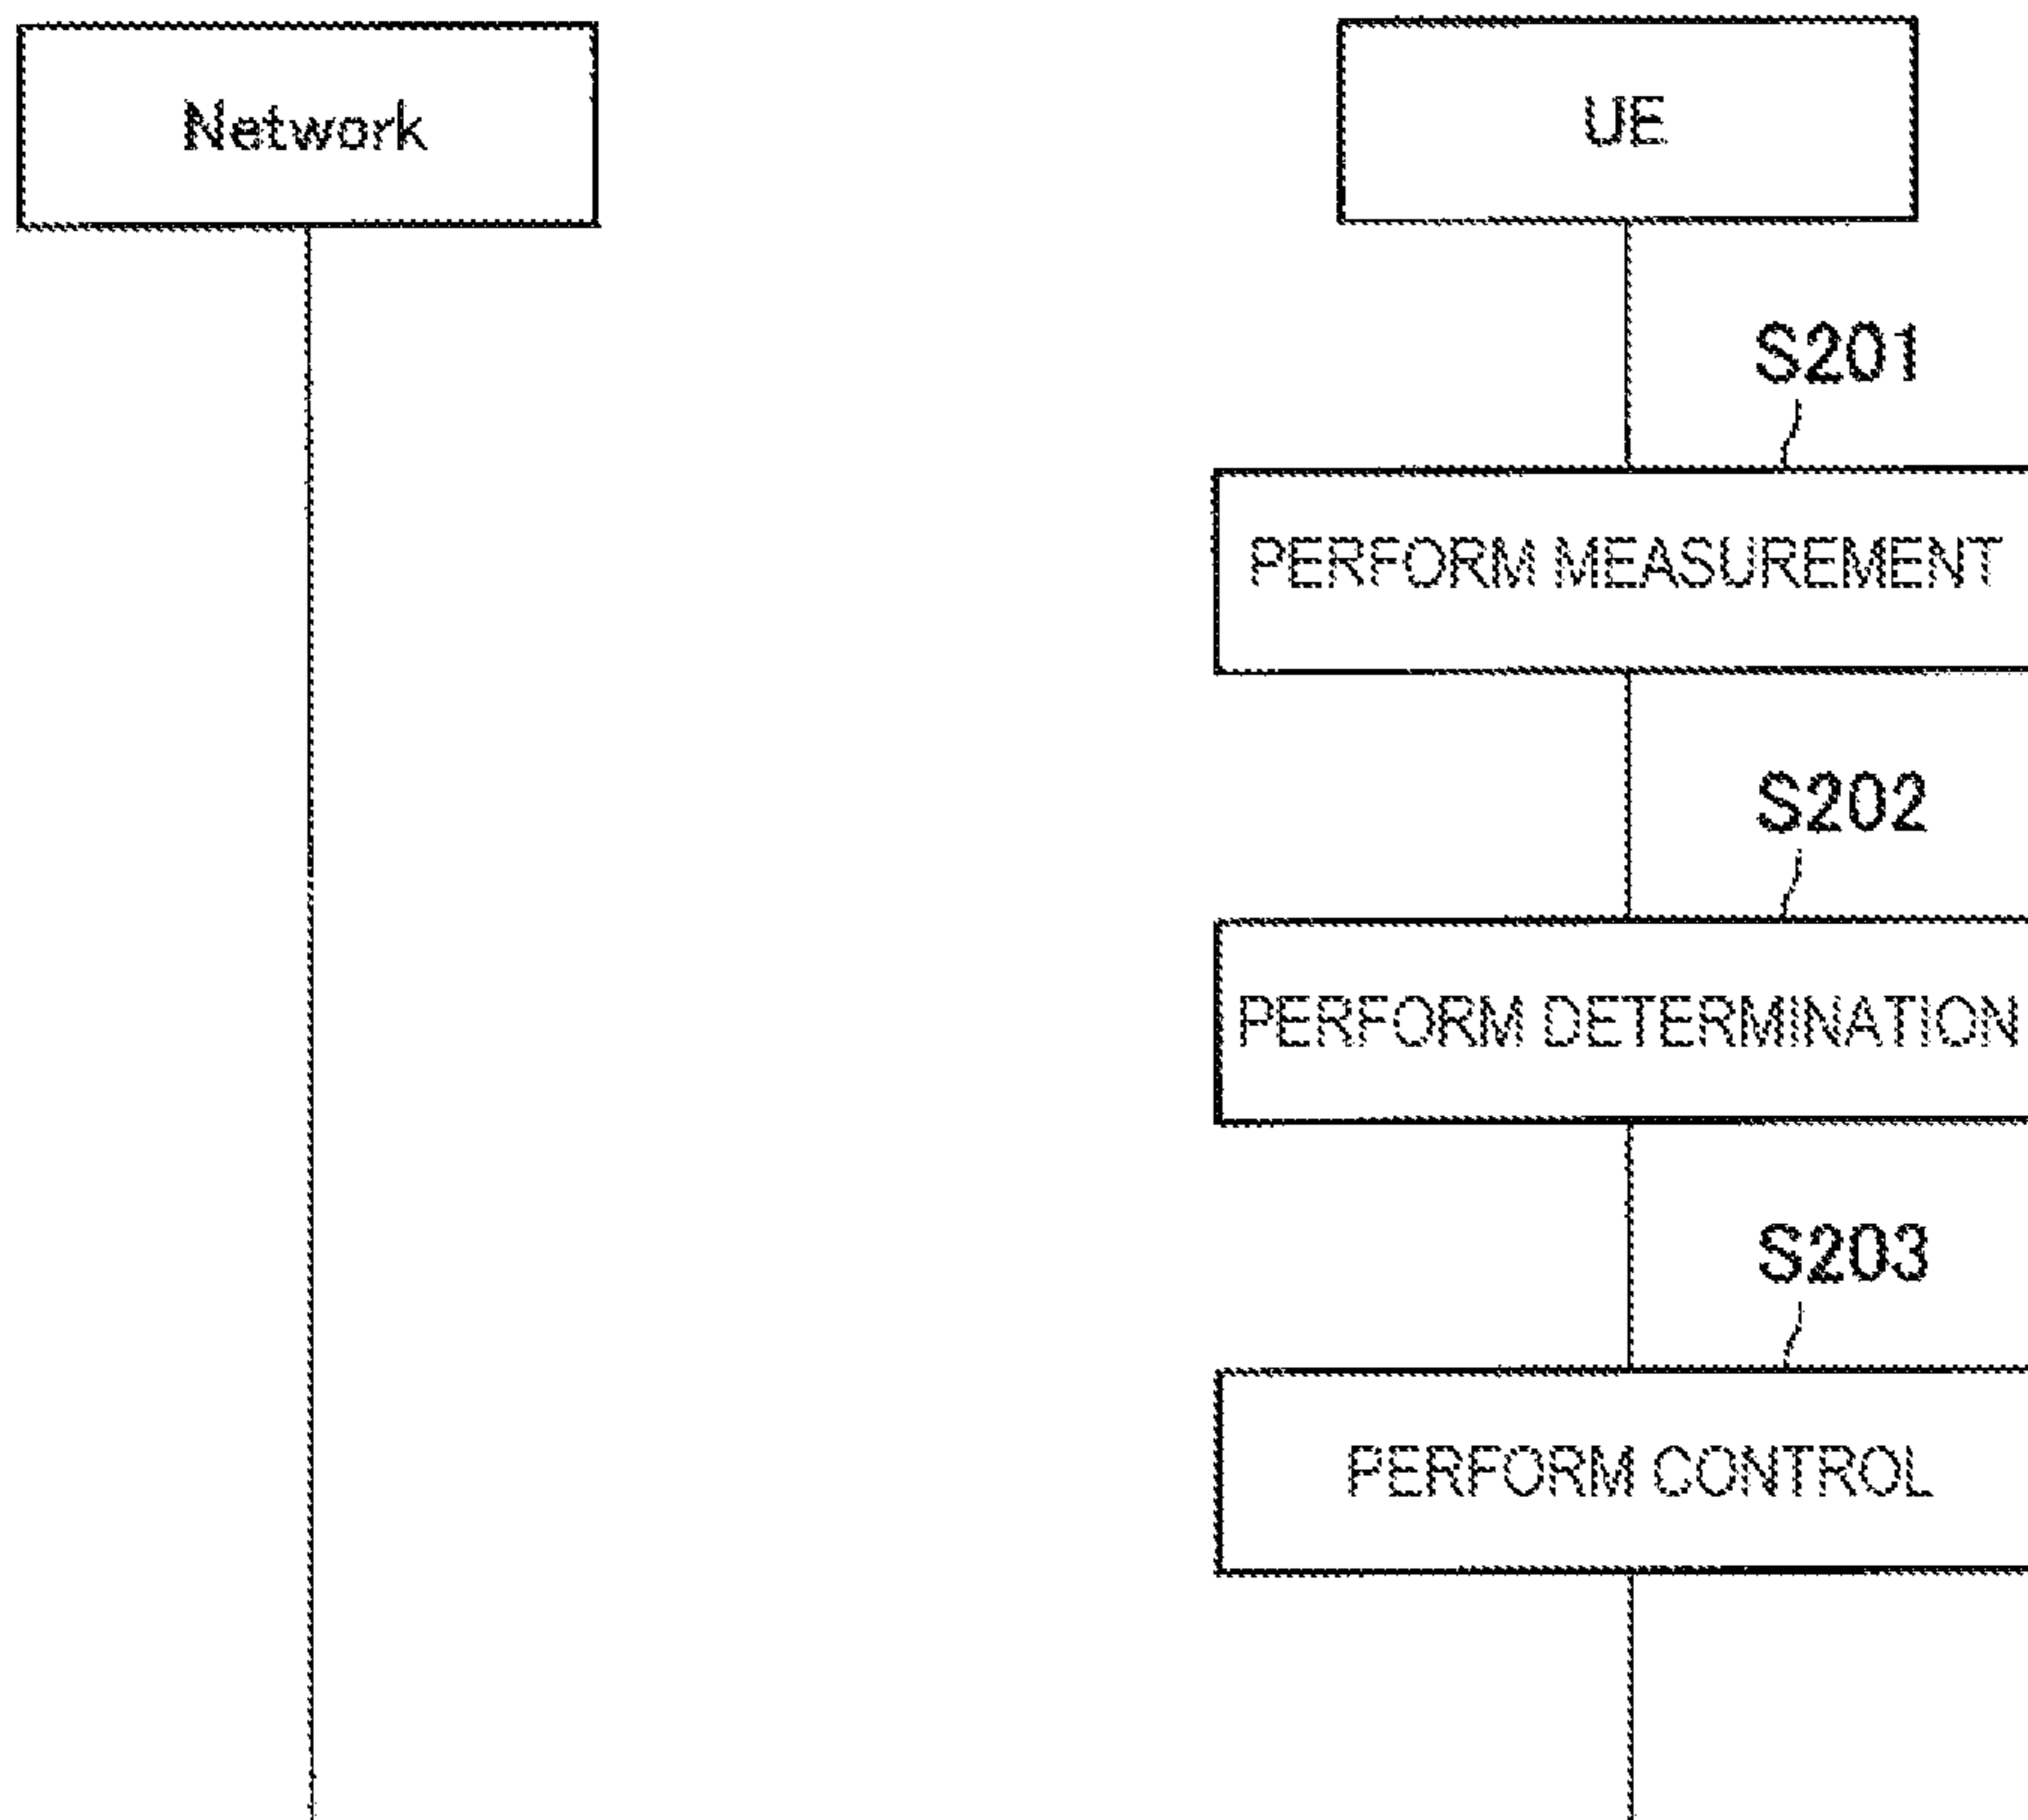 Network
UE
S201
PERFORM MEASUREMENT
S202
PERFORM DETERMINATION
S203
PERFORM CONTROL